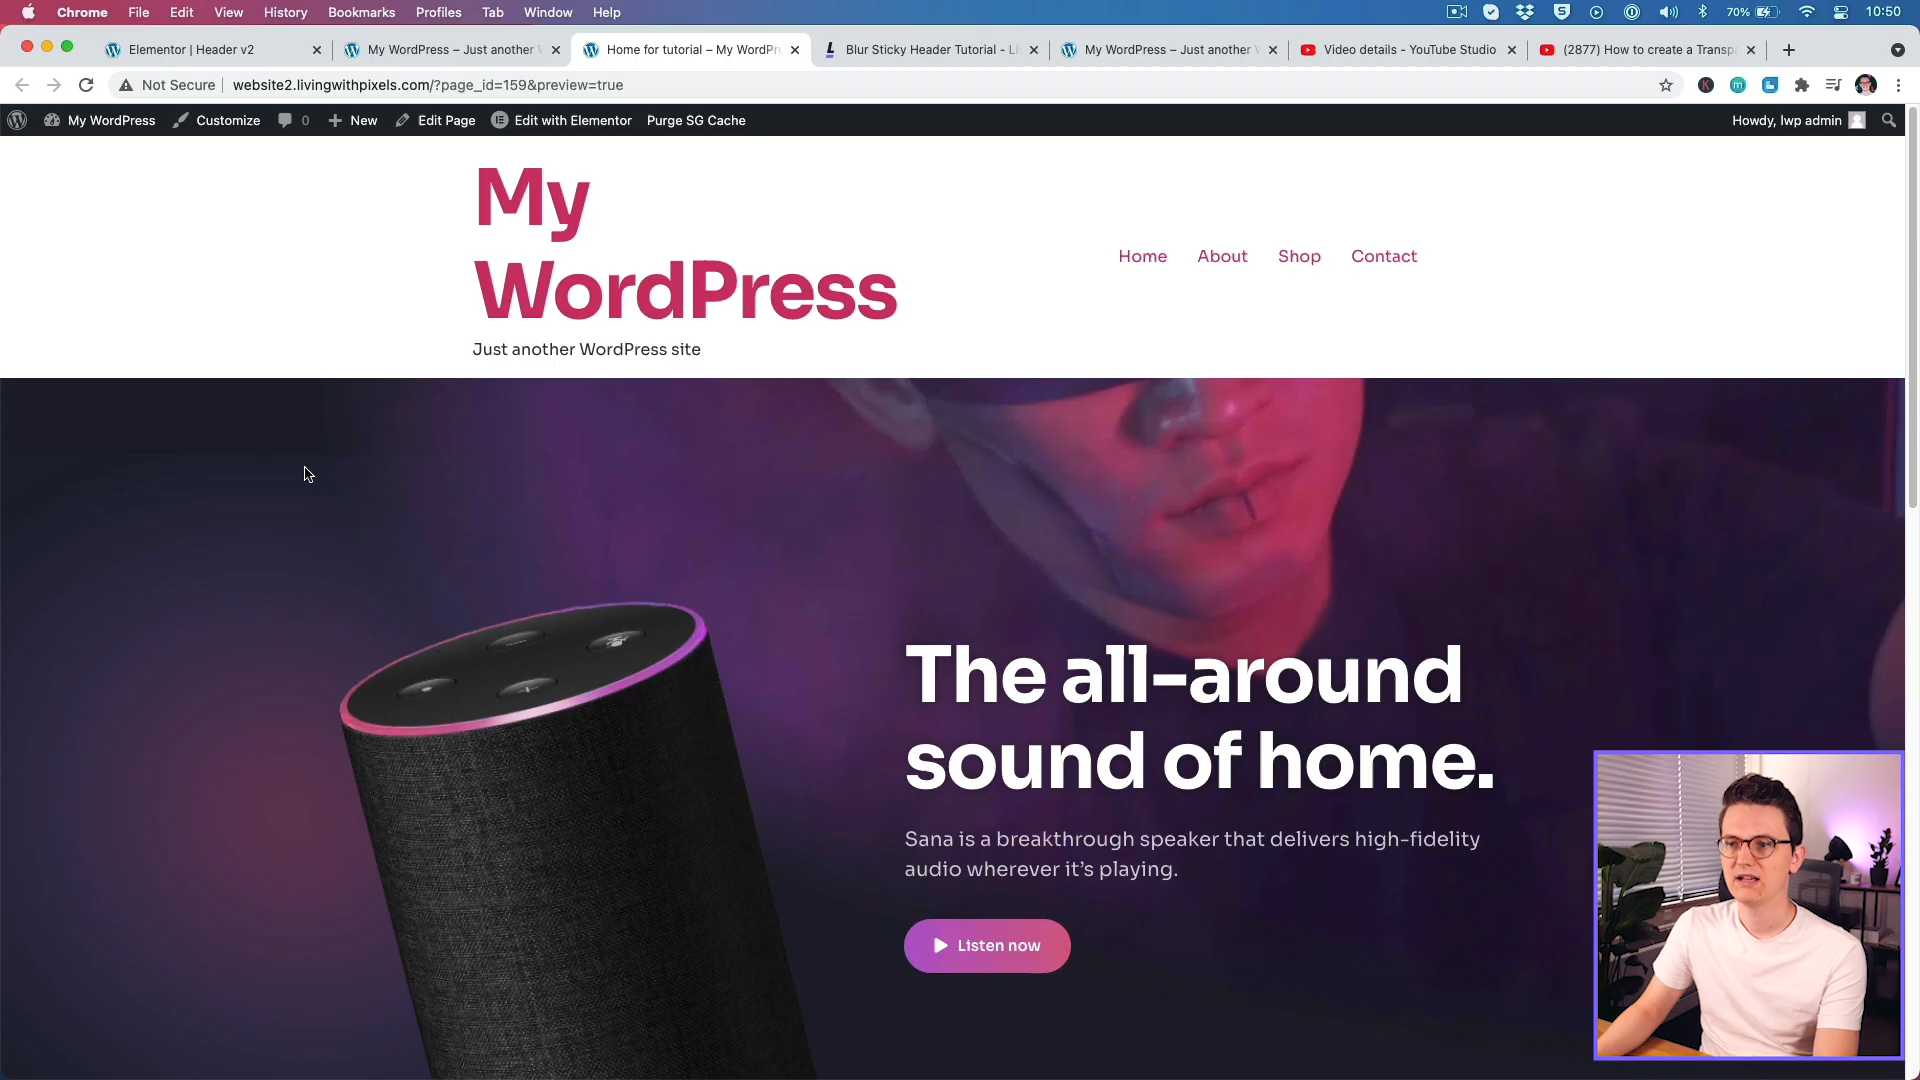 Chrome File Edit View History Bookmarks Profiles Tab Window Help 70% 10:50
Elementor | Header v2 My WordPress – Just another Home for tutorial – My WordPr Blur Sticky Header Tutorial - Li My WordPress – Just another Video details - YouTube Studio (2877) How to create a Transp
Not Secure website2.livingwithpixels.com/?page_id=159&preview=true
My WordPress Customize 0 New Edit Page Edit with Elementor Purge SG Cache Howdy, lwp admin
My
WordPress
Home About Shop Contact
Just another WordPress site
The all-around
sound of home.
Sana is a breakthrough speaker that delivers high-fidelity
audio wherever it's playing.
Listen now